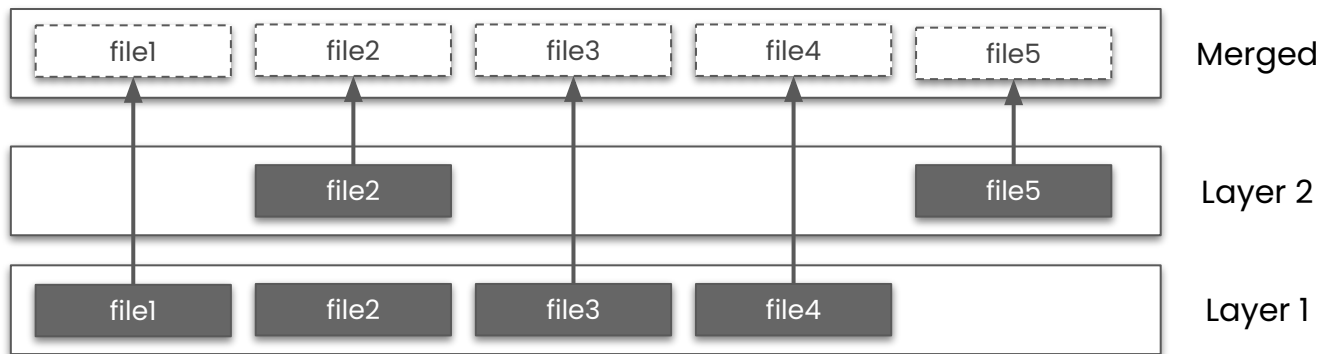 file1 file2 file3 file4 file5 Merged
file2 file5 Layer 2
file1 file2 file3 file4 Layer 1